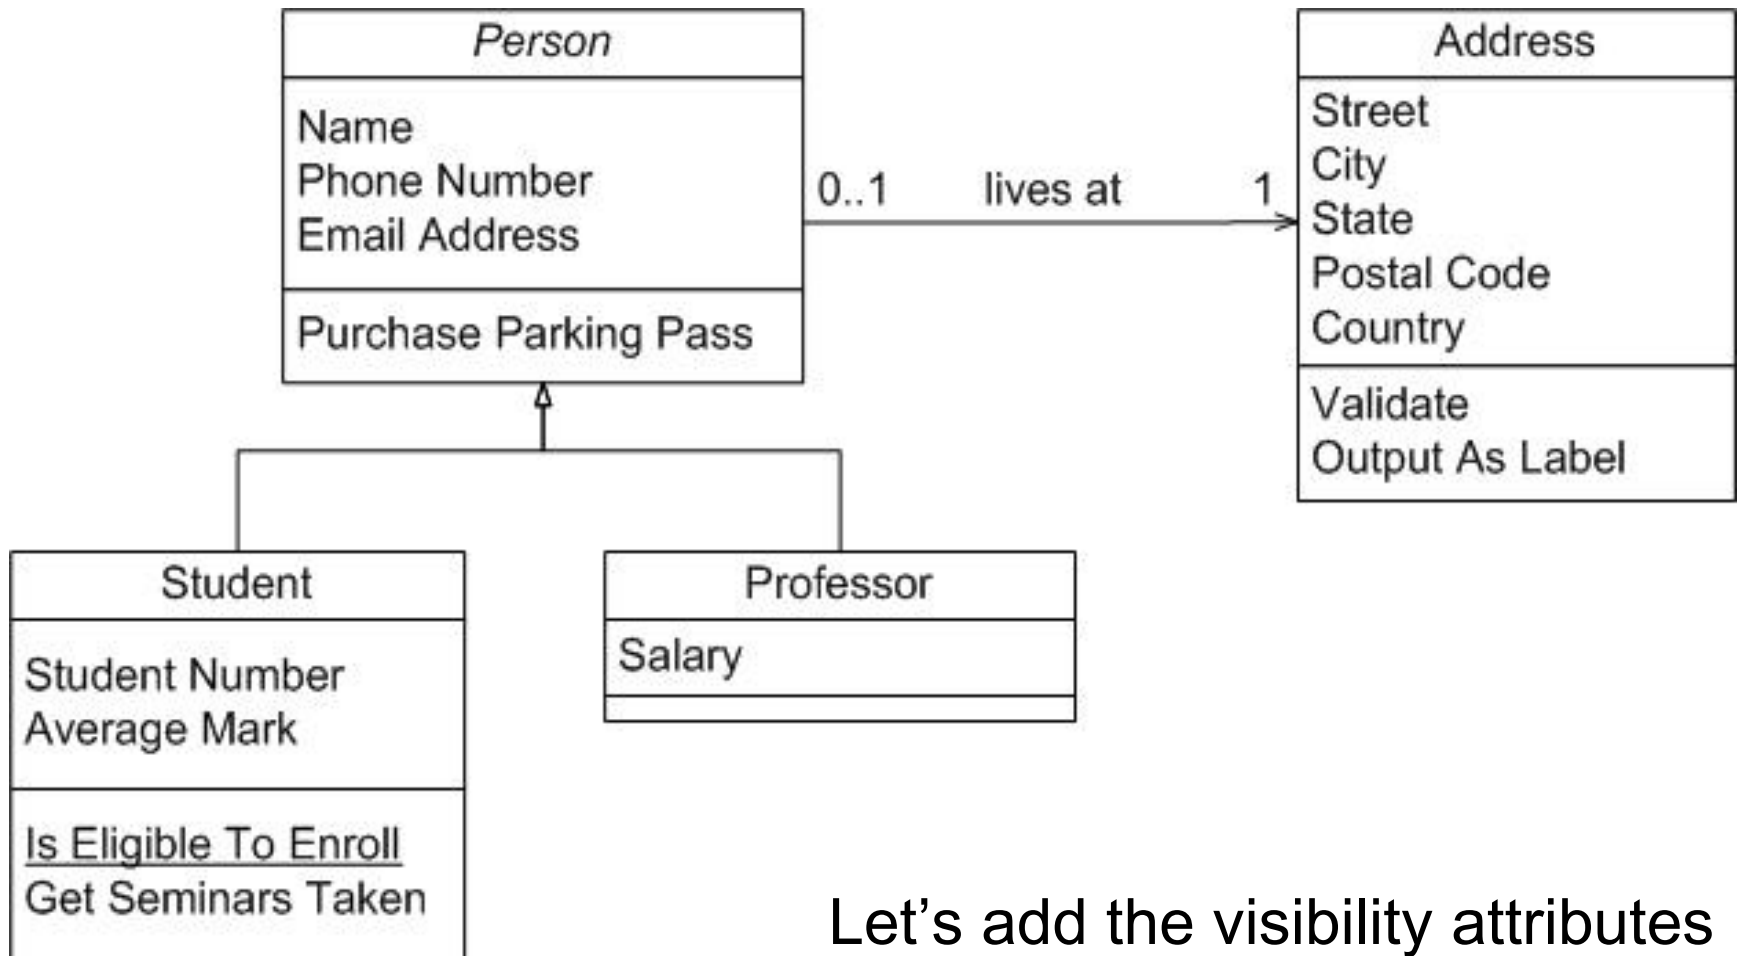 Person
Name
Phone Number
Email Address
Purchase Parking Pass
0..1 lives at 1
Address
Street
City
State
Postal Code
Country
Validate
Output As Label
Student
Student Number
Average Mark
Is Eligible To Enroll
Get Seminars Taken
Professor
Salary
Let’s add the visibility attributes